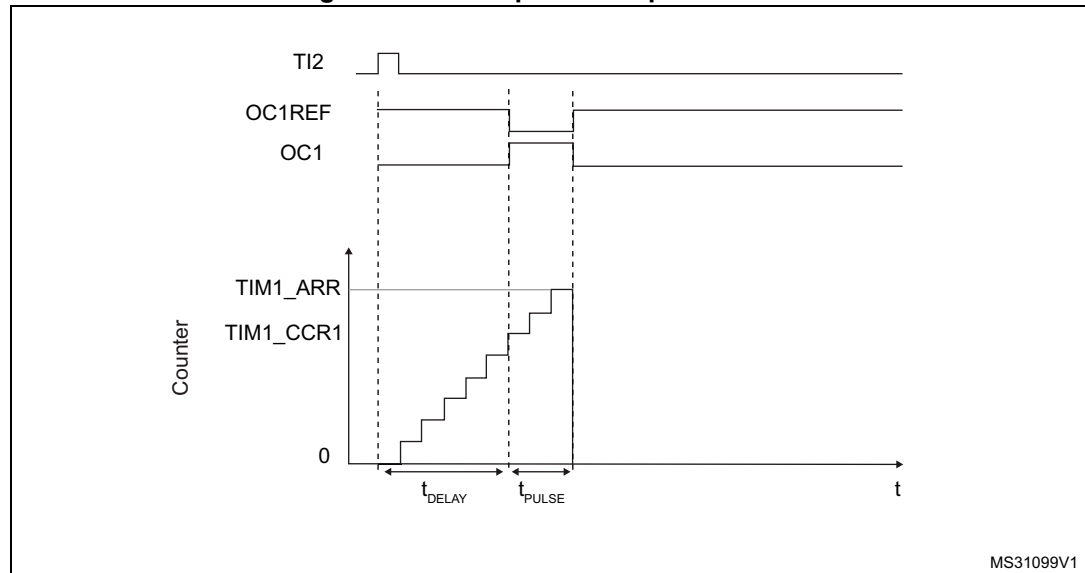 TI2
OC1REF
OC1
TIM1_ARR
TIM1_CCR1
Counter
0
tDELAY
tPULSE
t
MS31099V1